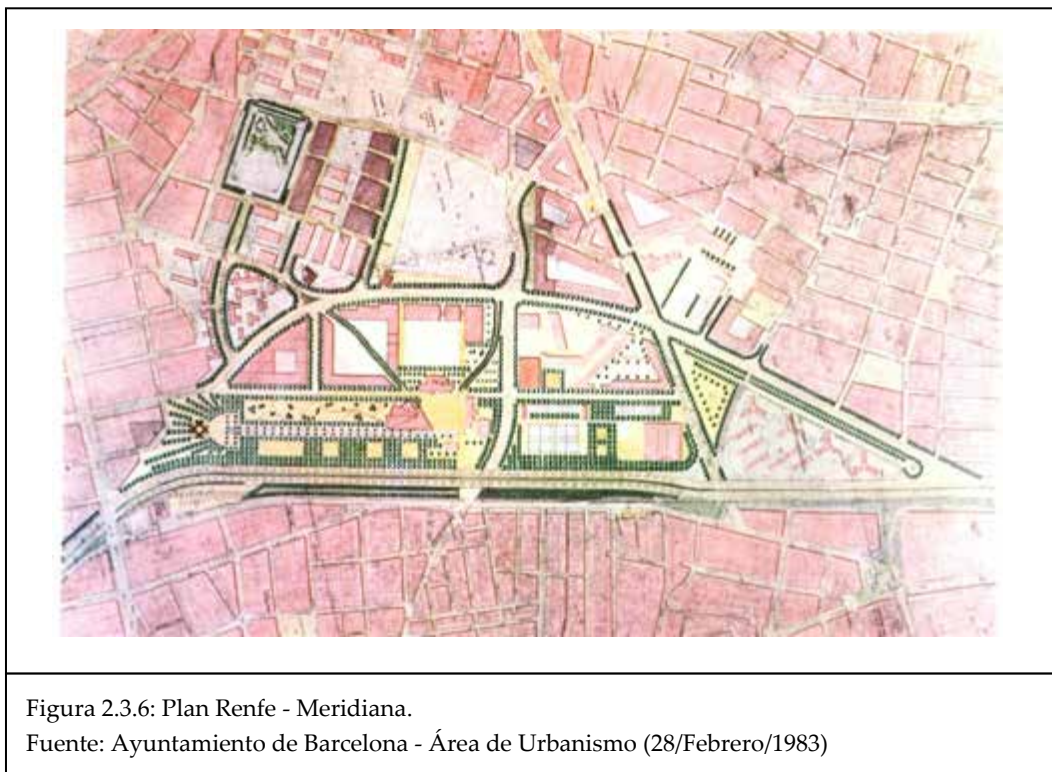 Figura 2.3.6: Plan Renfe - Meridiana.
Fuente: Ayuntamiento de Barcelona - Área de Urbanismo (28/Febrero/1983)